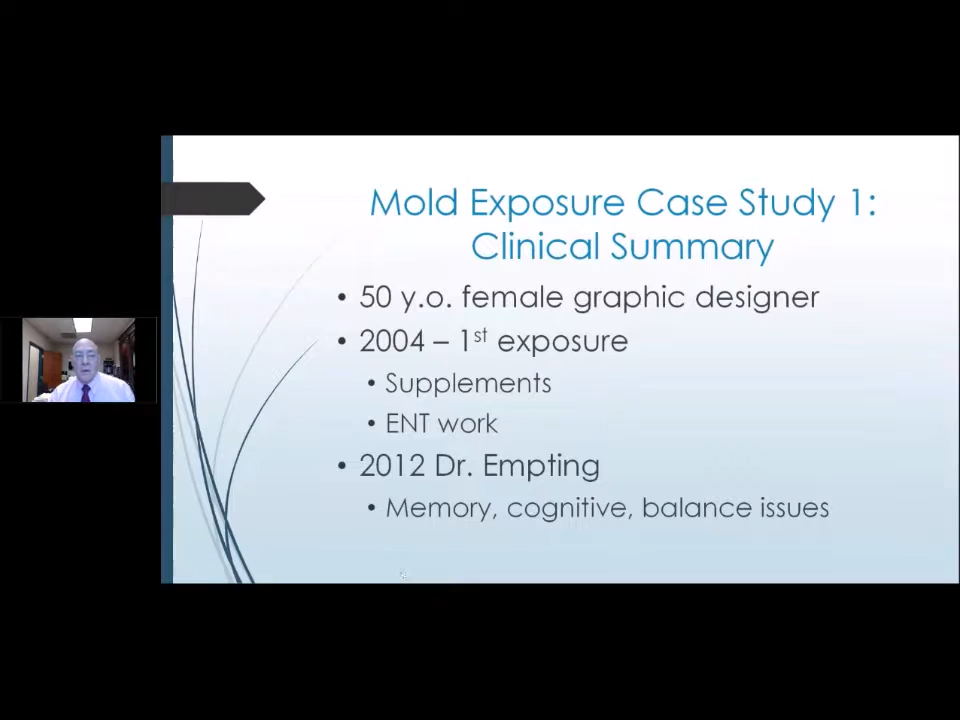 Mold Exposure Case Study 1:
Clinical Summary
• 50 y.o. female graphic designer
• 2004 – 1st exposure
• Supplements
• ENT work
• 2012 Dr. Empting
• Memory, cognitive, balance issues